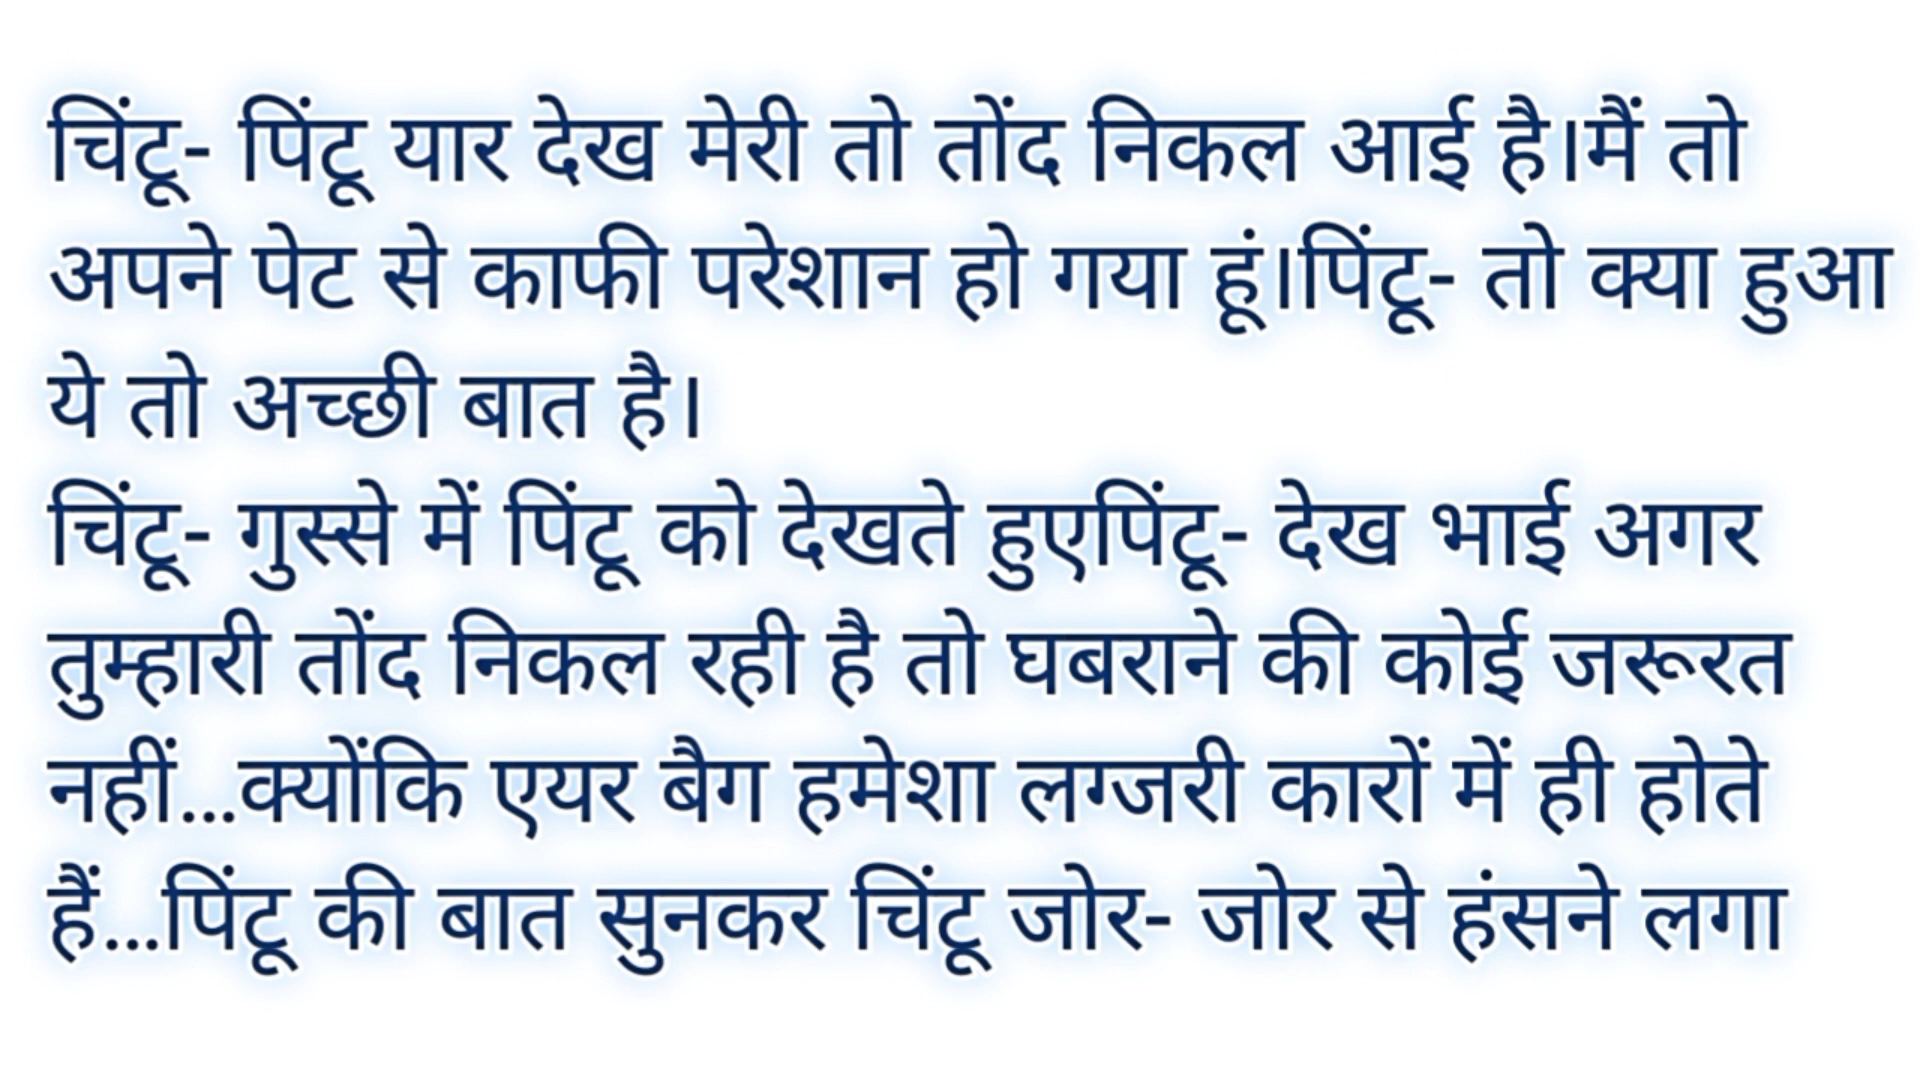 चिंटू- पिंटू यार देख मेरी तो तोंद निकल आई है।मैं तो
अपने पेट से काफी परेशान हो गया हूं।पिंटू- तो क्या हुआ
ये तो अच्छी बात है।
चिंटू- गुस्से में पिंटू को देखते हुएपिंटू- देख भाई अगर
तुम्हारी तोंद निकल रही है तो घबराने की कोई जरूरत
नहीं...क्योंकि एयर बैग हमेशा लग्जरी कारों में ही होते
हैं...पिंटू की बात सुनकर चिंटू जोर- जोर से हंसने लगा